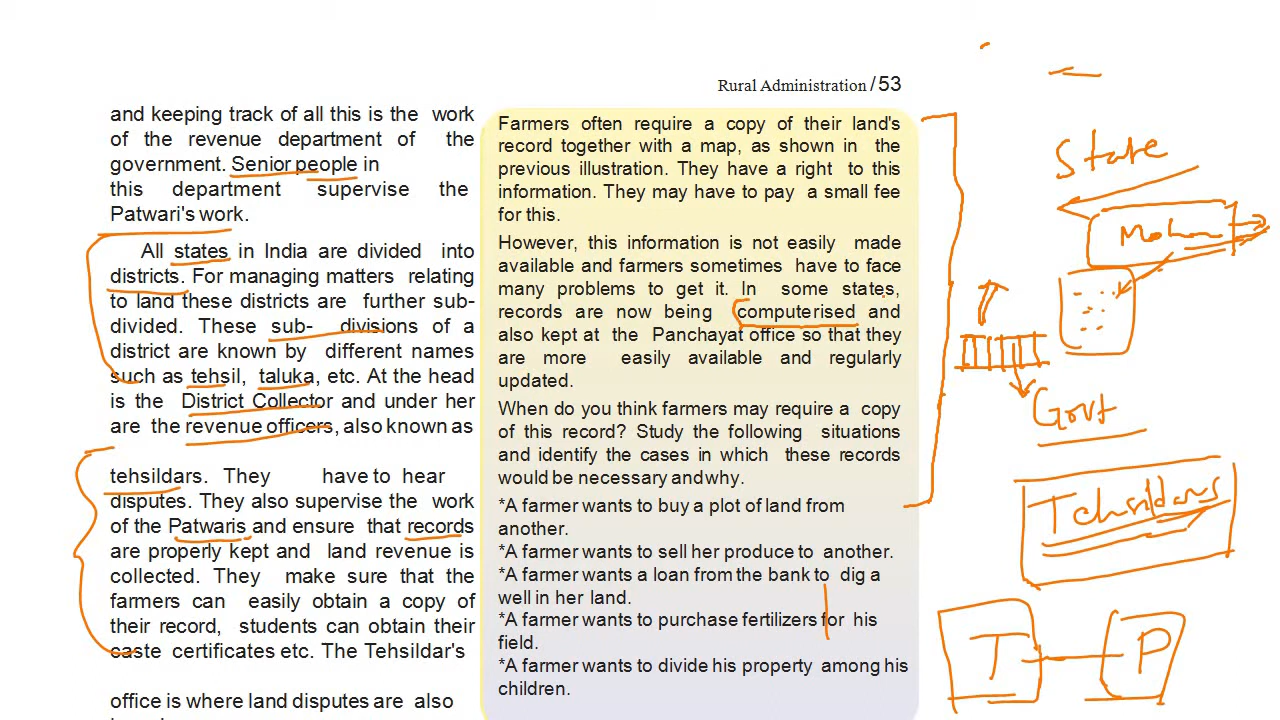 Rural Administration / 53
and keeping track of all this is the work
of the revenue department of the
government. Senior people in
this department supervise the
Patwari's work.
All states in India are divided into
districts. For managing matters relating
to land these districts are further sub-
divided. These sub- divisions of a
district are known by different names
such as tehsil, taluka, etc. At the head
is the District Collector and under her
are the revenue officers, also known as
tehsildars. They have to hear
disputes. They also supervise the work
of the Patwaris and ensure that records
are properly kept and land revenue is
collected. They make sure that the
farmers can easily obtain a copy of
their record, students can obtain their
caste certificates etc. The Tehsildar's
office is where land disputes are also
Farmers often require a copy of their land's
record together with a map, as shown in the
previous illustration. They have a right to this
information. They may have to pay a small fee
for this.
However, this information is not easily made
available and farmers sometimes have to face
many problems to get it. In some states,
records are now being computerised and
also kept at the Panchayat office so that they
are more easily available and regularly
updated.
When do you think farmers may require a copy
of this record? Study the following situations
and identify the cases in which these records
would be necessary and why.
*A farmer wants to buy a plot of land from
another.
*A farmer wants to sell her produce to another.
*A farmer wants a loan from the bank to dig a
well in her land.
*A farmer wants to purchase fertilizers for his
field.
*A farmer wants to divide his property among his
children.
State
Mohan
Govt
Tehsildars
T P